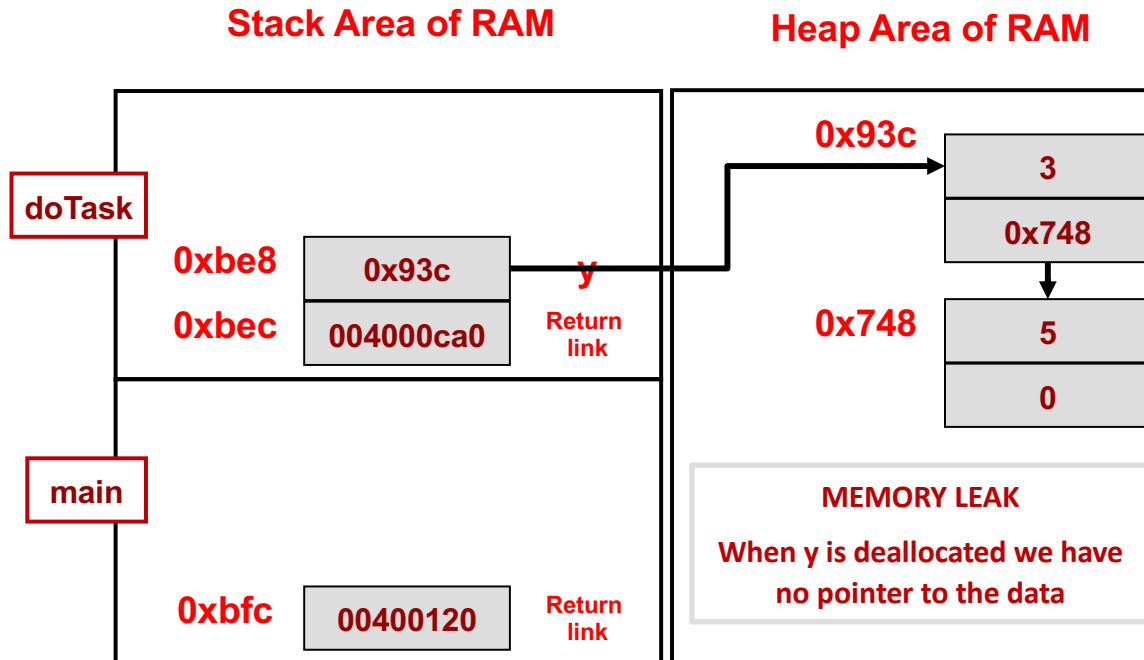 Stack Area of RAM
Heap Area of RAM
doTask
0xbe8
0x93c
y
0xbec
004000ca0
Return
link
main
0xbfc
00400120
Return
link
0x93c
3
0x748
0x748
5
0
MEMORY LEAK
When y is deallocated we have
no pointer to the data